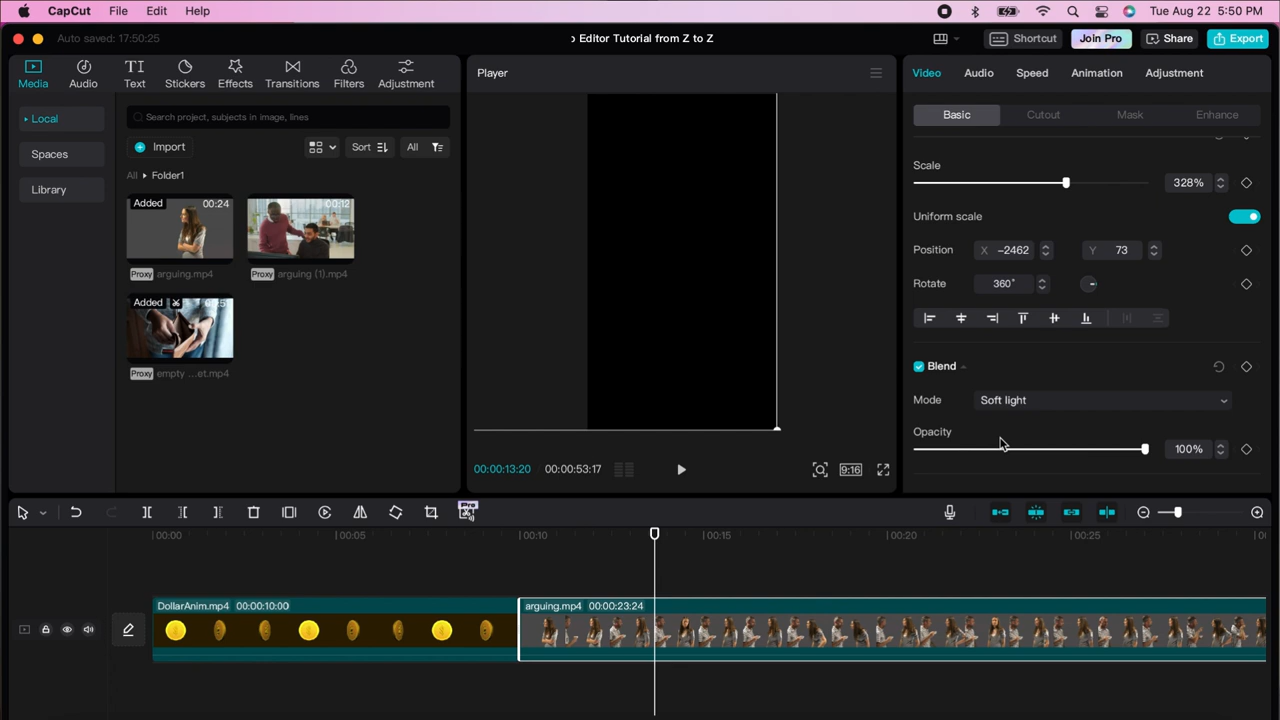 CapCut File Edit Help Tue Aug 22 5:50 PM
Auto saved: 17:50:25 Editor Tutorial from Z to Z Shortcut Join Pro Share Export
Media Audio Text Stickers Effects Transitions Filters Adjustment
Player
Video Audio Speed Animation Adjustment
Local
Spaces
Library
Search project, subjects in image, lines
Import Sort All
All Folder1
Added 00:24
00:12
Proxy arguing.mp4
Proxy arguing (1).mp4
Added
Proxy empty ...et.mp4
00:00:13:20 00:00:53:17 9:16
Basic Cutout Mask Enhance
Scale
328%
Uniform scale
Position X -2462 Y 73
Rotate 360°
Blend
Mode Soft light
Opacity
100%
Pro
00:00 00:05 00:10 00:15 00:20 00:25
DollarAnim.mp4 00:00:10:00 arguing.mp4 00:00:23:24